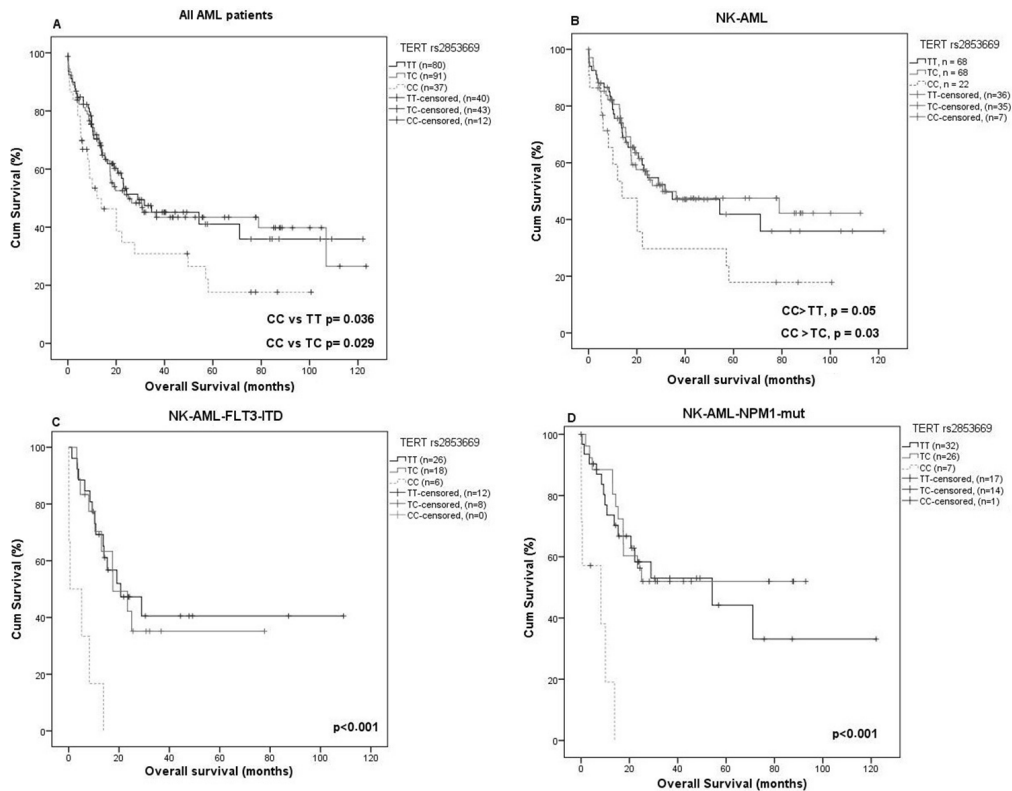 A
All AML patients
TERT rs2853669
TT (n=80)
TC (n=91)
CC (n=37)
TT-censored, (n=40)
TC-censored, (n=43)
CC-censored, (n=12)
Cum Survival (%)
100
80
60
40
20
0
CC vs TT p= 0.036
CC vs TC p= 0.029
0 20 40 60 80 100 120
Overall Survival (months)
B
NK-AML
TERT rs2853669
TT, n = 68
TC, n = 68
CC, n = 22
TT-censored, (n=36)
TC-censored, (n=35)
CC-censored, (n=7)
Cum Survival (%)
100
80
60
40
20
0
CC> TT, p = 0.05
CC > TC, p = 0.03
0 20 40 60 80 100 120
Overall survival (months)
C
NK-AML-FLT3-ITD
TERT rs2853669
TT (n=26)
TC (n=18)
CC (n=6)
TT-censored, (n=12)
TC-censored, (n=8)
CC-censored, (n=0)
Cum Survival (%)
100
80
60
40
20
0
p<0.001
0 20 40 60 80 100 120
Overall survival (months)
D
NK-AML-NPM1-mut
TERT rs2853669
TT (n=32)
TC (n=26)
CC (n=7)
TT-censored, (n=17)
TC-censored, (n=14)
CC-censored, (n=1)
Cum Survival (%)
100
80
60
40
20
0
p<0.001
0 20 40 60 80 100 120
Overall Survival (months)